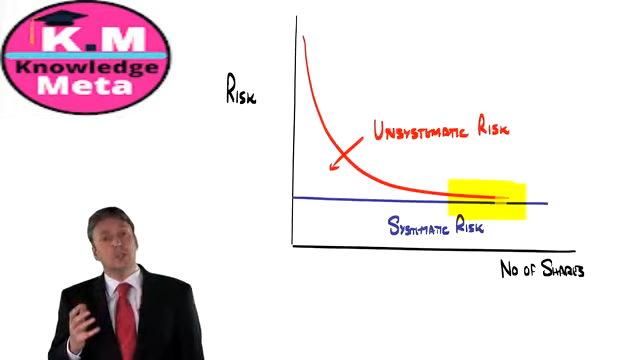 K.M
Knowledge
Meta
RISK
UNSYSTEMATIC RISK
SYSTEMATIC RISK
NO OF SHARES